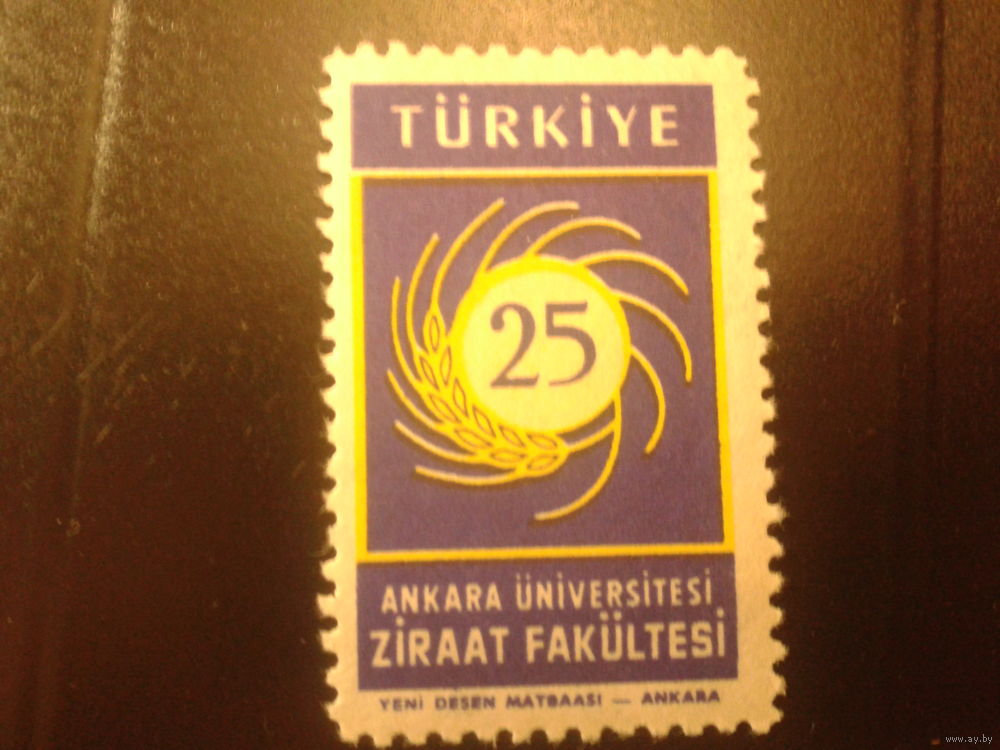 TÜRKİYE
25
ANKARA ÜNİVERSİTESİ
ZİRAAT FAKÜLTESİ
YENİ DESEN MATBAASI — ANKARA
www.ay.by